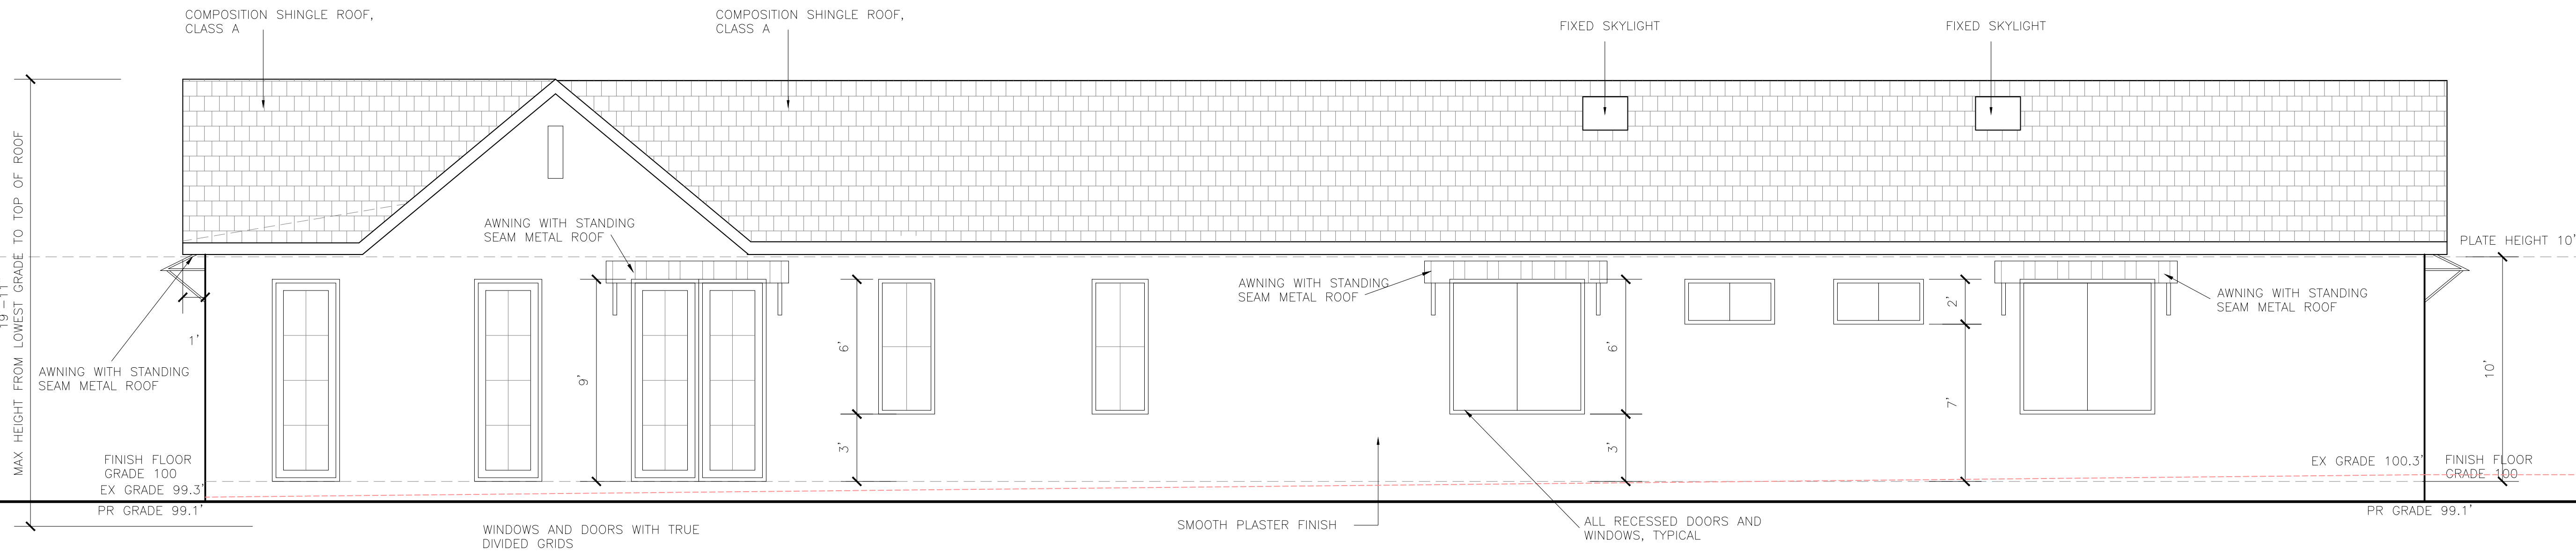 COMPOSITION SHINGLE ROOF,
CLASS A
COMPOSITION SHINGLE ROOF,
CLASS A
FIXED SKYLIGHT
FIXED SKYLIGHT
19'-11"
MAX HEIGHT FROM LOWEST GRADE TO TOP OF ROOF
AWNING WITH STANDING
SEAM METAL ROOF
PLATE HEIGHT 10'
AWNING WITH STANDING
SEAM METAL ROOF
AWNING WITH STANDING
SEAM METAL ROOF
1'
AWNING WITH STANDING
SEAM METAL ROOF
9'
6'
3'
6'
3'
2'
7'
10'
FINISH FLOOR
GRADE 100
EX GRADE 99.3'
PR GRADE 99.1'
EX GRADE 100.3'
FINISH FLOOR
GRADE 100
PR GRADE 99.1'
WINDOWS AND DOORS WITH TRUE
DIVIDED GRIDS
SMOOTH PLASTER FINISH
ALL RECESSED DOORS AND
WINDOWS, TYPICAL